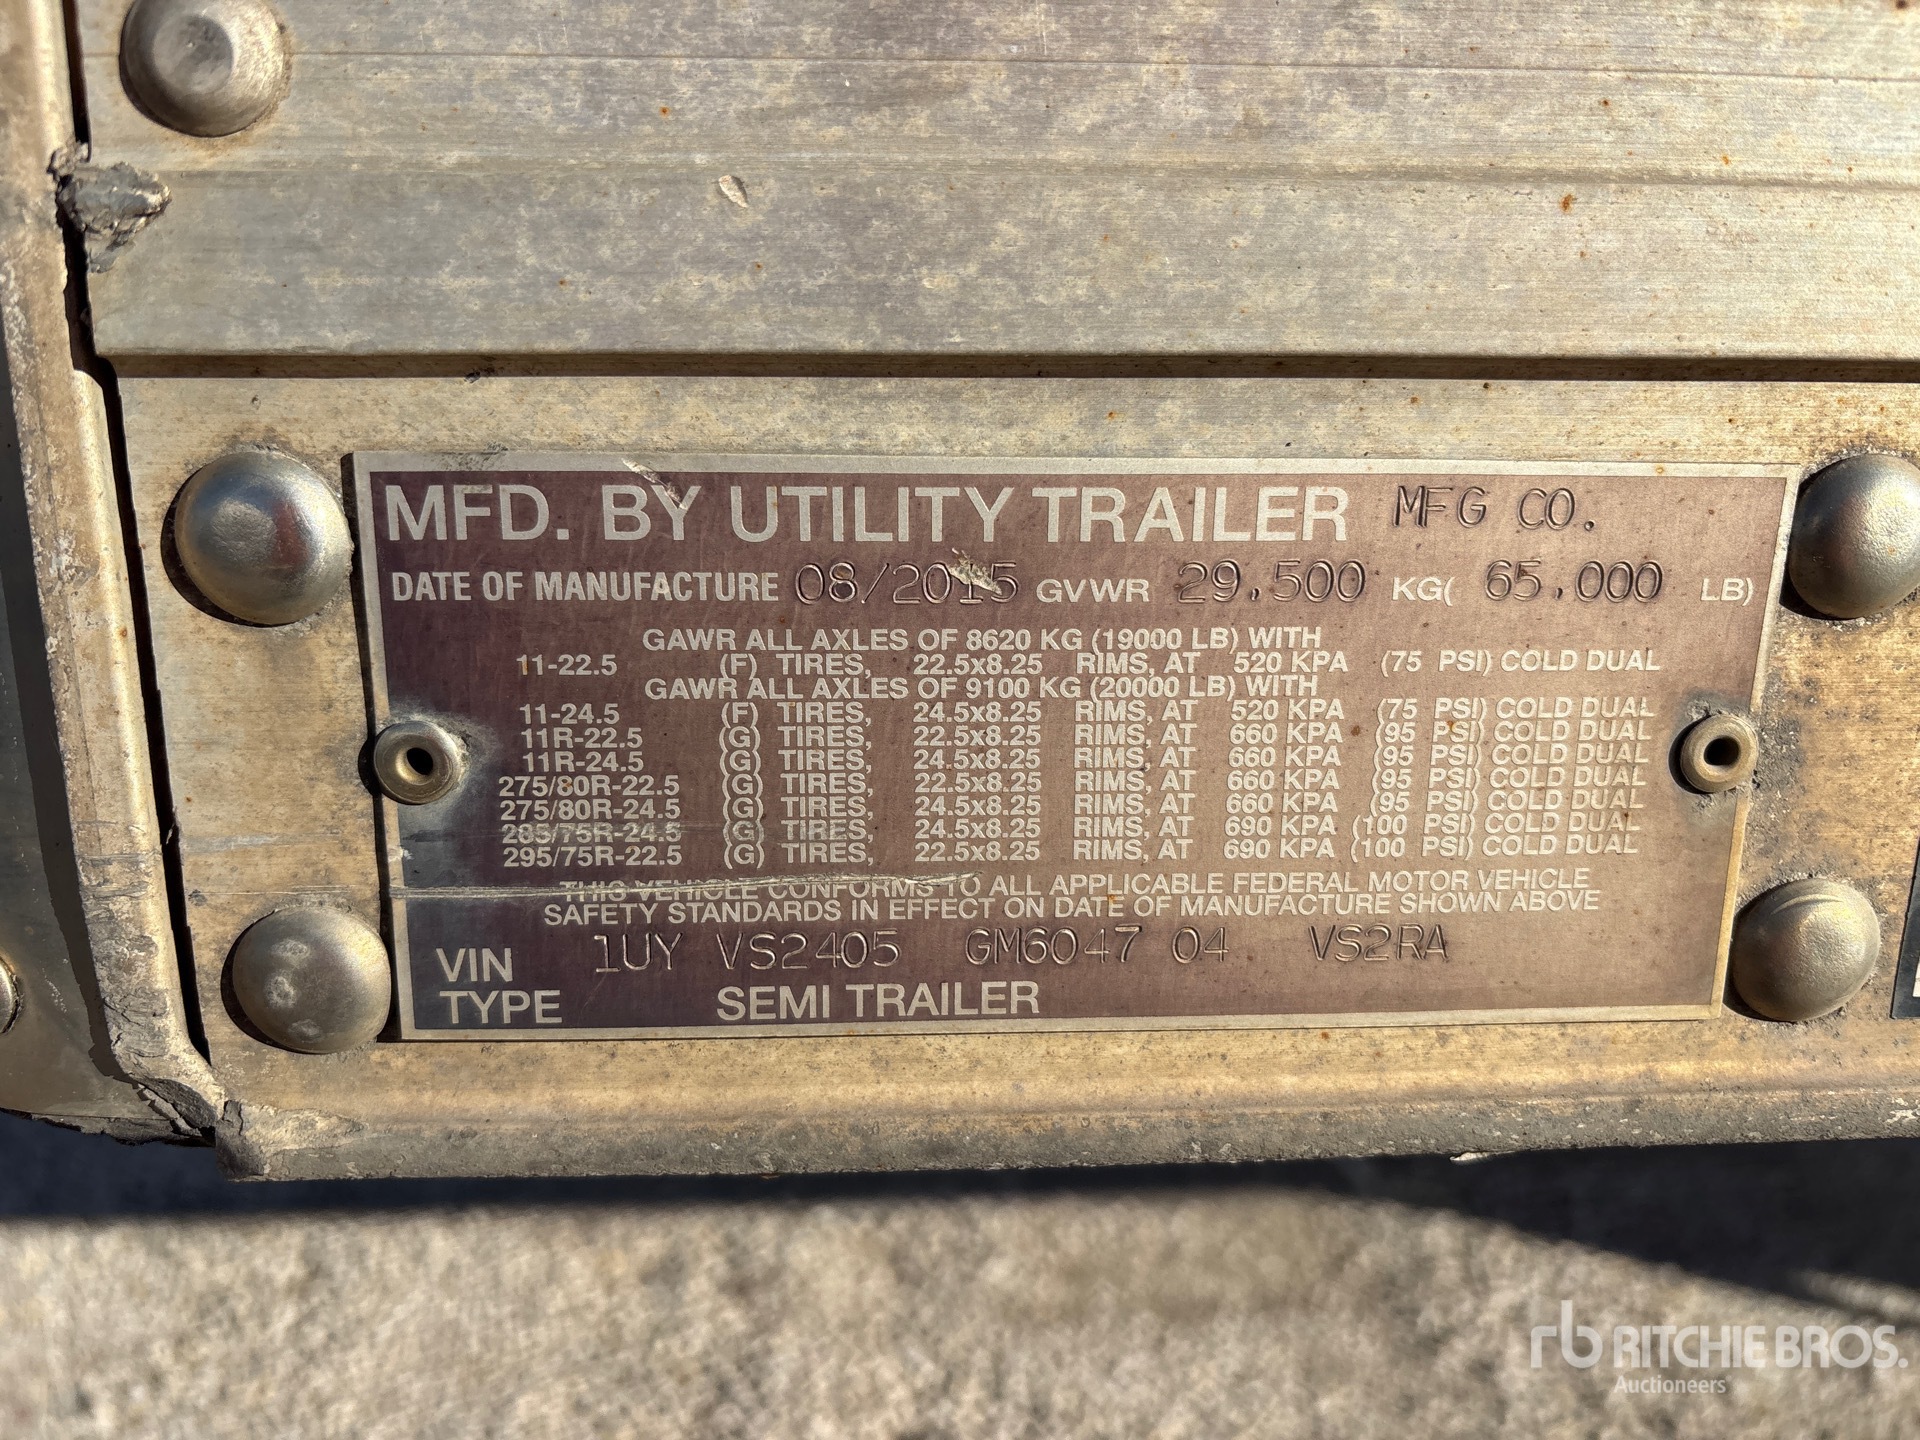 MFD. BY UTILITY TRAILER MFG CO.
DATE OF MANUFACTURE 08/2015 GVWR 29.500 KG( 65.000 LB)
GAWR ALL AXLES OF 8620 KG (19000 LB) WITH
11-22.5 (F) TIRES, 22.5x8.25 RIMS, AT 520 KPA (75 PSI) COLD DUAL
GAWR ALL AXLES OF 9100 KG (20000 LB) WITH
11-24.5 (F) TIRES, 24.5x8.25 RIMS, AT 520 KPA (75 PSI) COLD DUAL
11R-22.5 (G) TIRES, 22.5x8.25 RIMS, AT 660 KPA (95 PSI) COLD DUAL
11R-24.5 (G) TIRES, 24.5x8.25 RIMS, AT 660 KPA (95 PSI) COLD DUAL
275/80R-22.5 (G) TIRES, 22.5x8.25 RIMS, AT 660 KPA (95 PSI) COLD DUAL
275/80R-24.5 (G) TIRES, 24.5x8.25 RIMS, AT 660 KPA (95 PSI) COLD DUAL
285/75R-24.5 (G) TIRES, 24.5x8.25 RIMS, AT 690 KPA (100 PSI) COLD DUAL
295/75R-22.5 (G) TIRES, 22.5x8.25 RIMS, AT 690 KPA (100 PSI) COLD DUAL
THIS VEHICLE CONFORMS TO ALL APPLICABLE FEDERAL MOTOR VEHICLE
SAFETY STANDARDS IN EFFECT ON DATE OF MANUFACTURE SHOWN ABOVE
VIN 1UY VS2405 GM6047 04 VS2RA
TYPE SEMI TRAILER
rb RITCHIE BROS.
Auctioneers